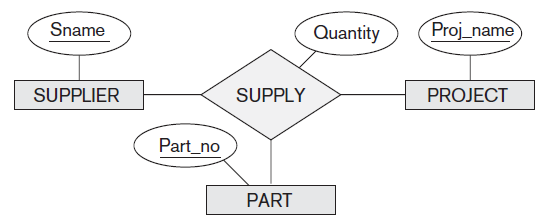 Sname
Quantity
Proj_name
SUPPLIER
SUPPLY
PROJECT
Part_no
PART